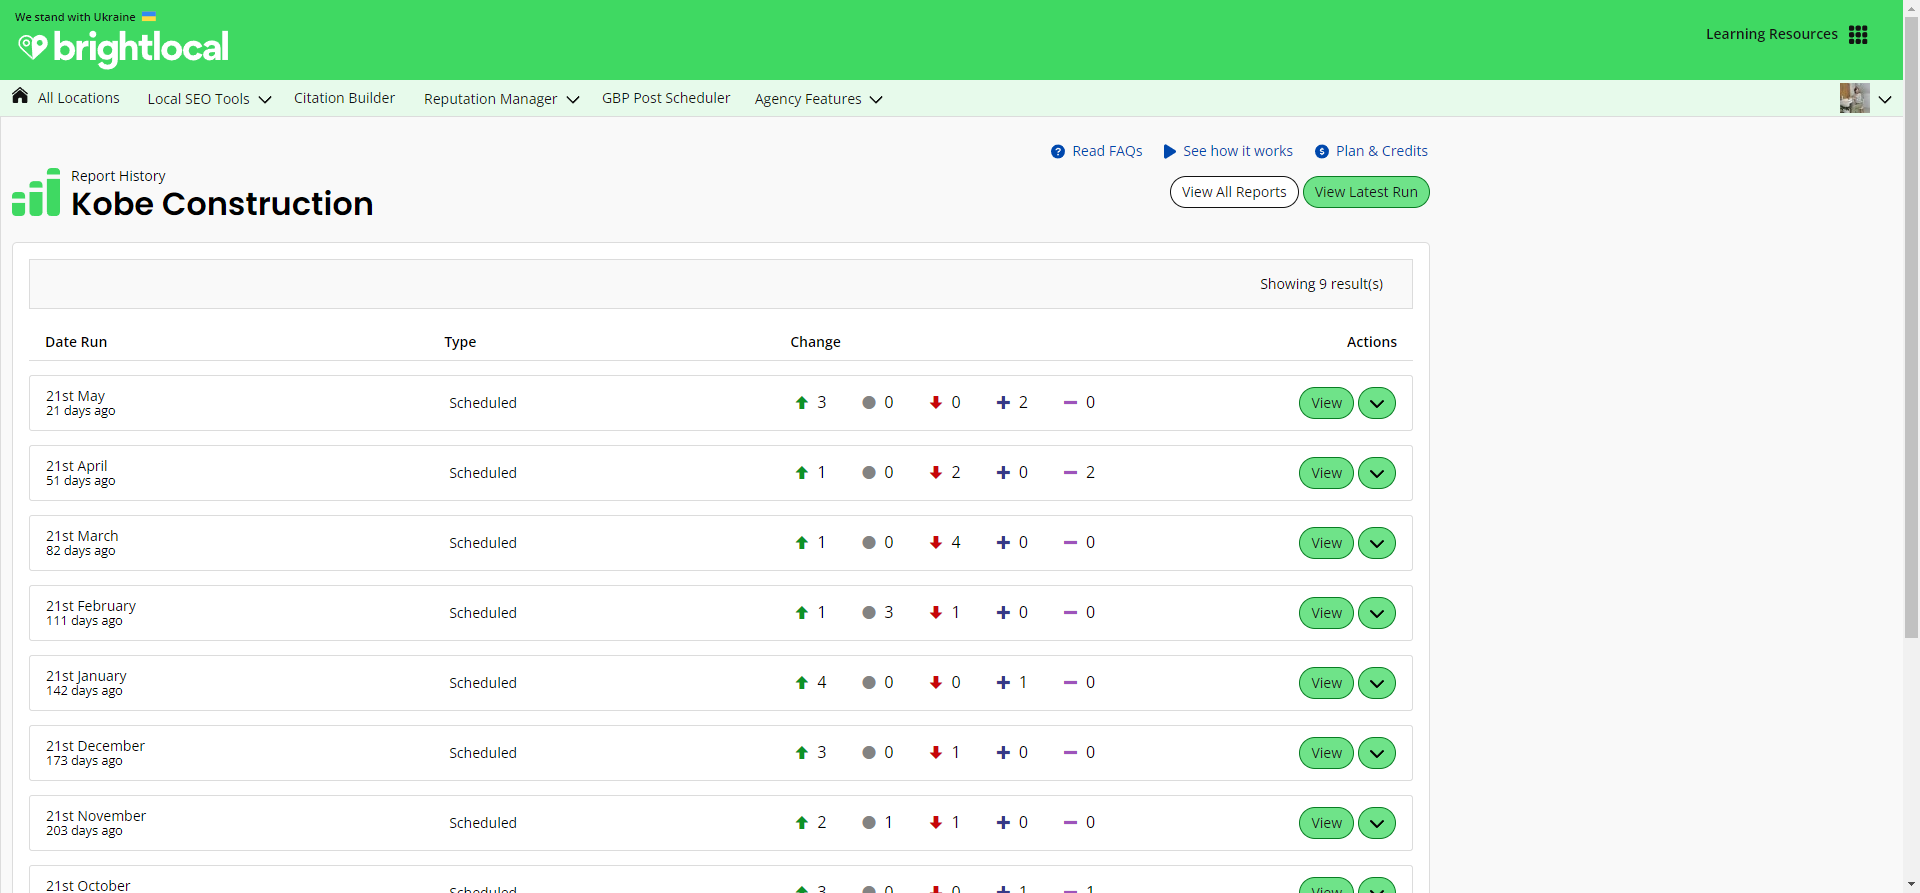 We stand with Ukraine
brightlocal
Learning Resources
All Locations Local SEO Tools Citation Builder Reputation Manager GBP Post Scheduler Agency Features
Read FAQs See how it works Plan & Credits
Report History
Kobe Construction
View All Reports View Latest Run
Showing 9 result(s)
Date Run Type Change Actions
21st May
21 days ago
Scheduled 3 0 0 2 0 View
21st April
51 days ago
Scheduled 1 0 2 0 2 View
21st March
82 days ago
Scheduled 1 0 4 0 0 View
21st February
111 days ago
Scheduled 1 3 1 0 0 View
21st January
142 days ago
Scheduled 4 0 0 1 0 View
21st December
173 days ago
Scheduled 3 0 1 0 0 View
21st November
203 days ago
Scheduled 2 1 1 0 0 View
21st October
Scheduled 3 0 0 1 1 View